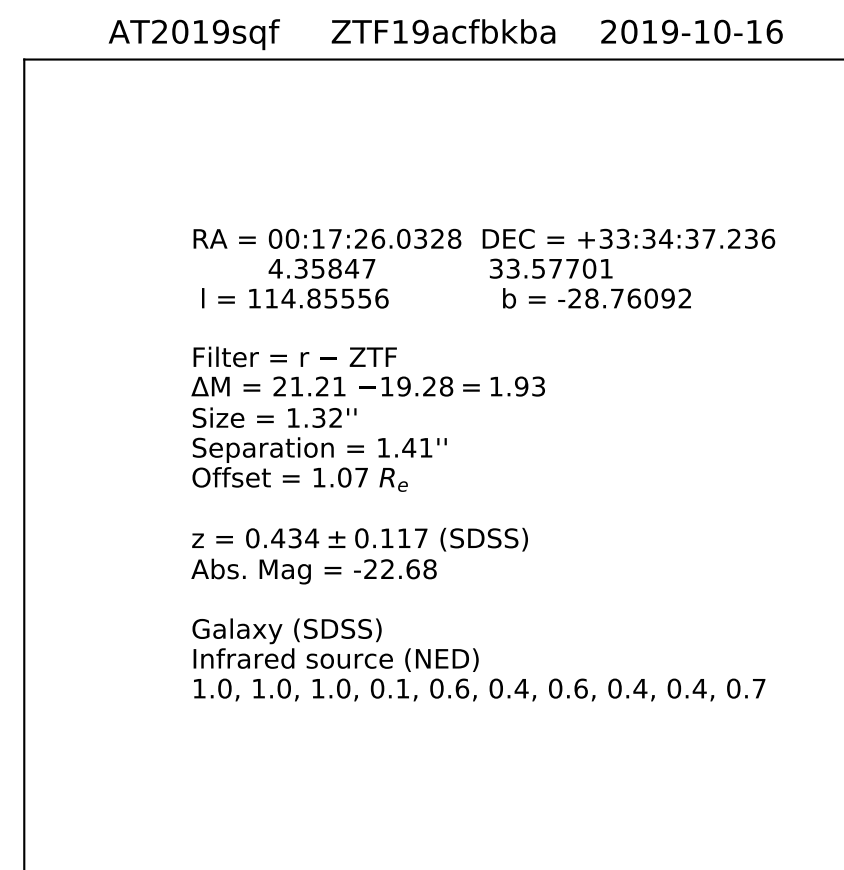 AT2019sqf ZTF19acfbkba 2019-10-16
RA = 00:17:26.0328 DEC = +33:34:37.236
4.35847 33.57701
l = 114.85556 b = -28.76092
Filter = r − ZTF
ΔM = 21.21 −19.28 = 1.93
Size = 1.32''
Separation = 1.41''
Offset = 1.07 Re
z = 0.434 ± 0.117 (SDSS)
Abs. Mag = -22.68
Galaxy (SDSS)
Infrared source (NED)
1.0, 1.0, 1.0, 0.1, 0.6, 0.4, 0.6, 0.4, 0.4, 0.7